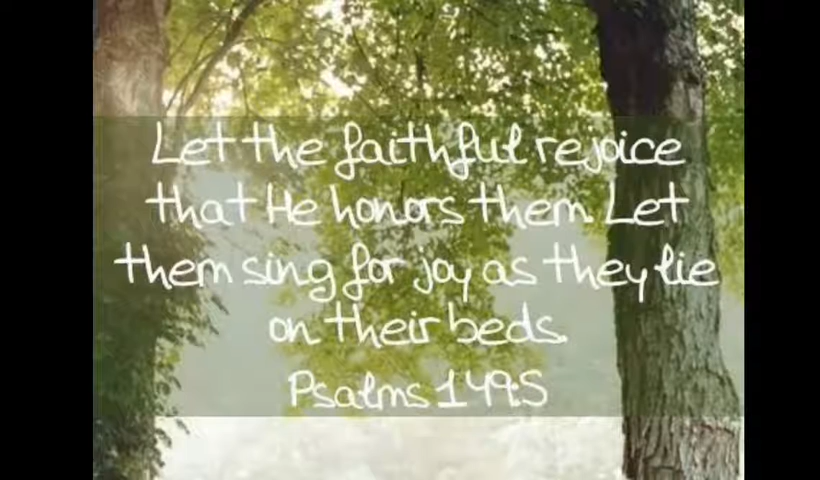 Let the faithful rejoice
that He honors them. Let
them sing for joy as they lie
on their beds.
Psalms 149:5